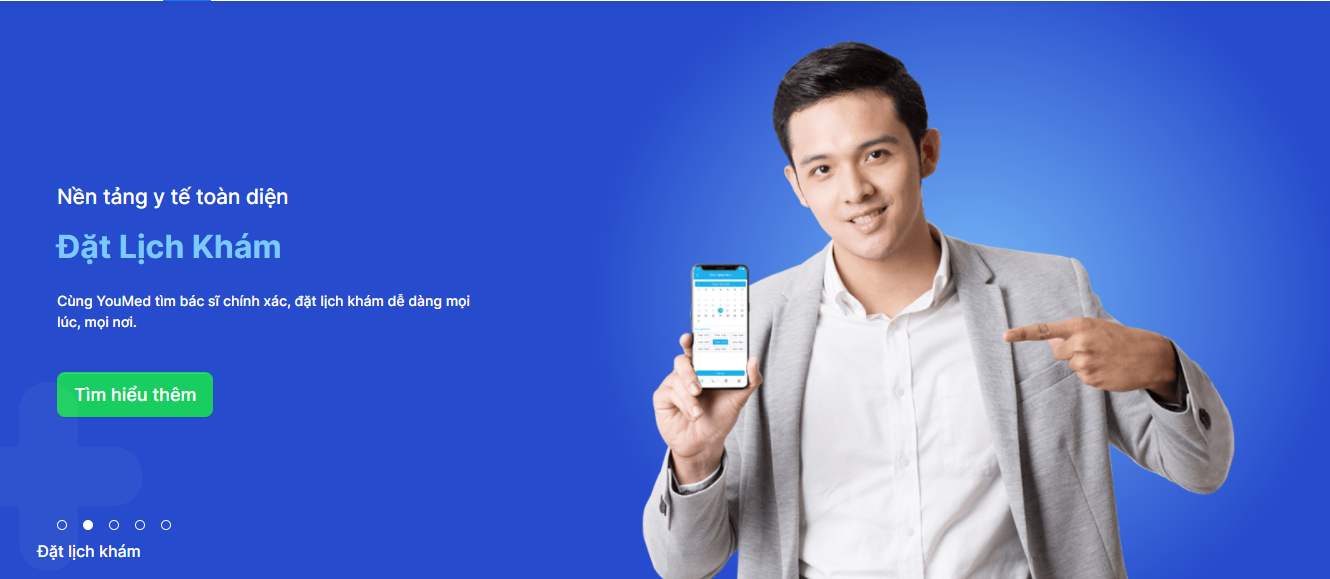 Nền tảng y tế toàn diện
Đặt Lịch Khám
Cùng YouMed tìm bác sĩ chính xác, đặt lịch khám dễ dàng mọi
lúc, mọi nơi.
Tìm hiểu thêm
Đặt lịch khám